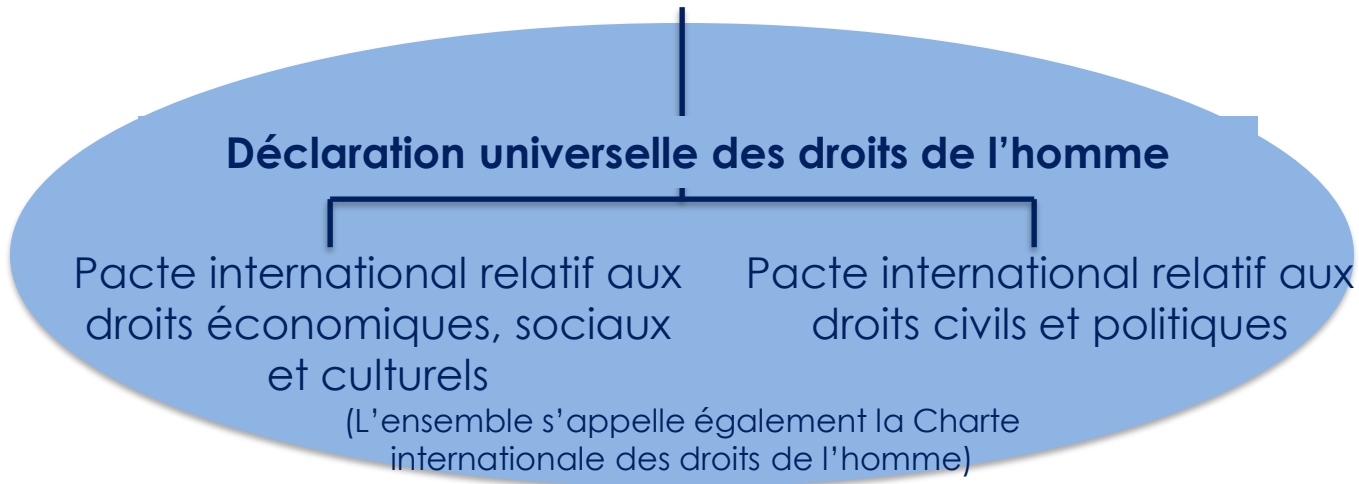 Déclaration universelle des droits de l’homme
Pacte international relatif aux
droits économiques, sociaux
et culturels
Pacte international relatif aux
droits civils et politiques
(L’ensemble s’appelle également la Charte
internationale des droits de l’homme)